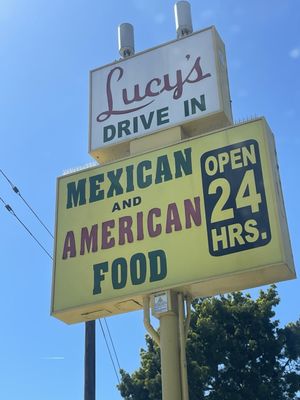 Lucy's
DRIVE IN
MEXICAN
AND
AMERICAN
FOOD
OPEN
24
HRS.